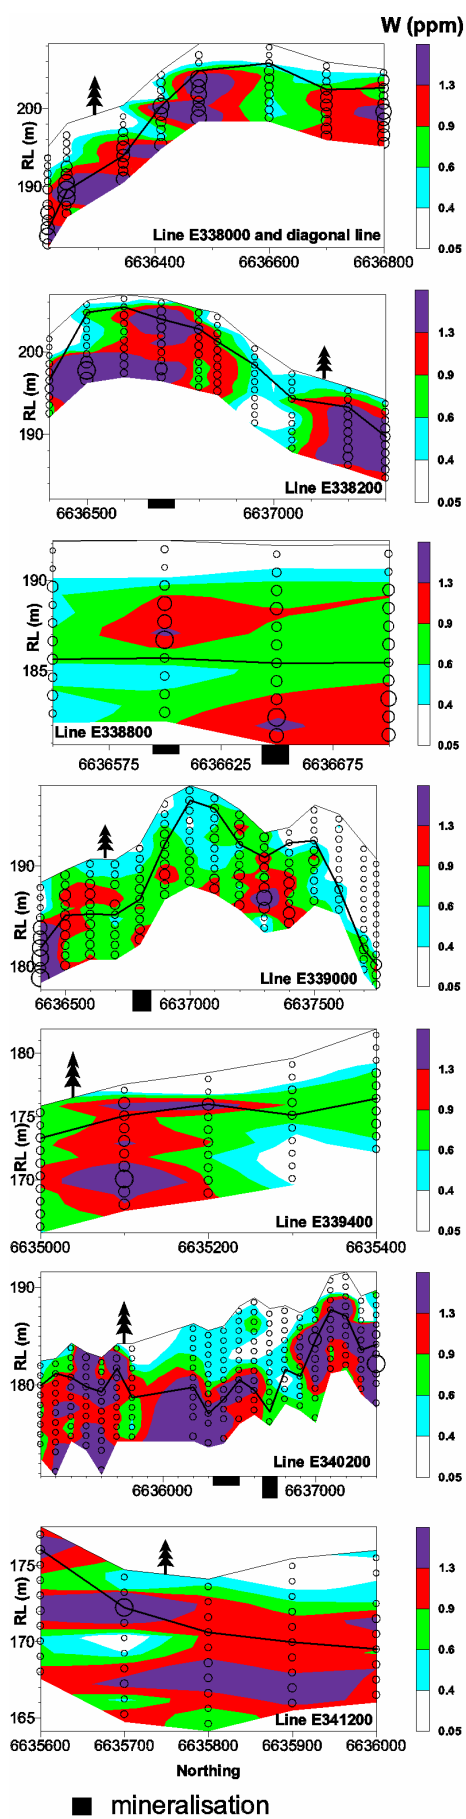 W (ppm)
RL (m)
200
190
1.3
0.9
0.6
0.4
0.05
Line E338000 and diagonal line
6636400 6636600 6636800
RL (m)
200
190
1.3
0.9
0.6
0.4
0.05
Line E338200
6636500 6637000
RL (m)
190
185
1.3
0.9
0.6
0.4
0.05
Line E338800
6636575 6636625 6636675
RL (m)
190
180
1.3
0.9
0.6
0.4
0.05
Line E339000
6636500 6637000 6637500
RL (m)
180
175
170
1.3
0.9
0.6
0.4
0.05
Line E339400
6635000 6635200 6635400
RL (m)
190
180
1.3
0.9
0.6
0.4
0.05
Line E340200
6636000 6637000
RL (m)
175
170
165
1.3
0.9
0.6
0.4
0.05
Line E341200
6635600 6635700 6635800 6635900 6636000
Northing
mineralisation